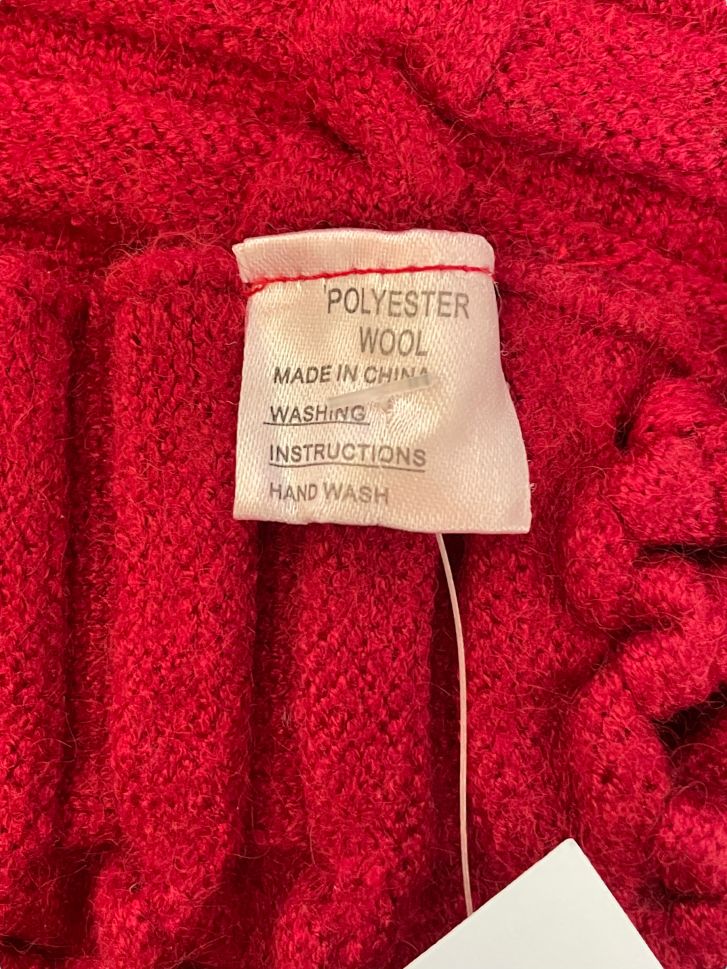 POLYESTER
WOOL
MADE IN CHINA
WASHING
INSTRUCTIONS
HAND WASH